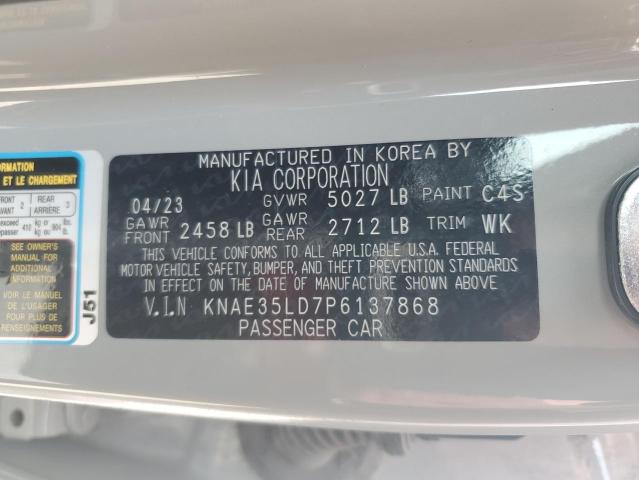 MANUFACTURED IN KOREA BY
KIA CORPORATION
04/23 GVWR 5027 LB PAINT C4S
GAWR FRONT 2458 LB GAWR REAR 2712 LB TRIM WK
THIS VEHICLE CONFORMS TO ALL APPLICABLE U.S.A. FEDERAL
MOTOR VEHICLE SAFETY, BUMPER, AND THEFT PREVENTION STANDARDS
IN EFFECT ON THE DATE OF MANUFACTURE SHOWN ABOVE
V.I.N KNAE35LD7P6137868
PASSENGER CAR
ET LE CHARGEMENT
2 REAR
ARRIÈRE 3
SEE OWNER'S
MANUAL FOR
ADDITIONAL
INFORMATION
VOIR LE MANUEL
DE L'USAGER
POUR PLUS DE
RENSEIGNEMENTS
J51